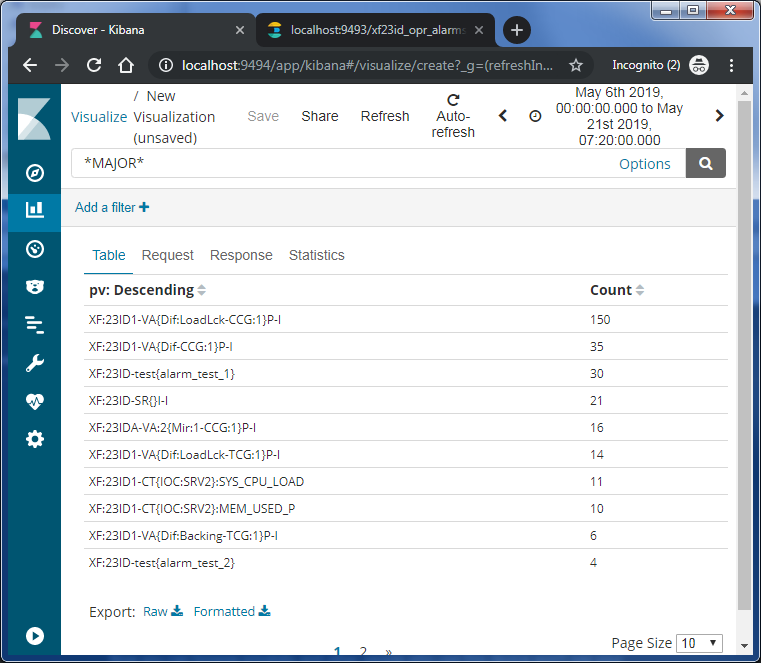 Discover - Kibana
localhost:9493/xf23id_opr_alarms
localhost:9494/app/kibana#/visualize/create?_g=(refreshIn...
Incognito (2)
Visualize / New Visualization (unsaved)
Save
Share
Refresh
Auto-refresh
May 6th 2019,
00:00:00.000 to May
21st 2019,
07:20:00.000
*MAJOR*
Options
Add a filter +
Table Request Response Statistics
pv: Descending Count
XF:23ID1-VA{Dif:LoadLck-CCG:1}P-I 150
XF:23ID1-VA{Dif-CCG:1}P-I 35
XF:23ID-test{alarm_test_1} 30
XF:23ID-SR{}I-I 21
XF:23IDA-VA:2{Mir:1-CCG:1}P-I 16
XF:23ID1-VA{Dif:LoadLck-TCG:1}P-I 14
XF:23ID1-CT{IOC:SRV2}:SYS_CPU_LOAD 11
XF:23ID1-CT{IOC:SRV2}:MEM_USED_P 10
XF:23ID1-VA{Dif:Backing-TCG:1}P-I 6
XF:23ID-test{alarm_test_2} 4
Export: Raw Formatted
1 2 »
Page Size 10